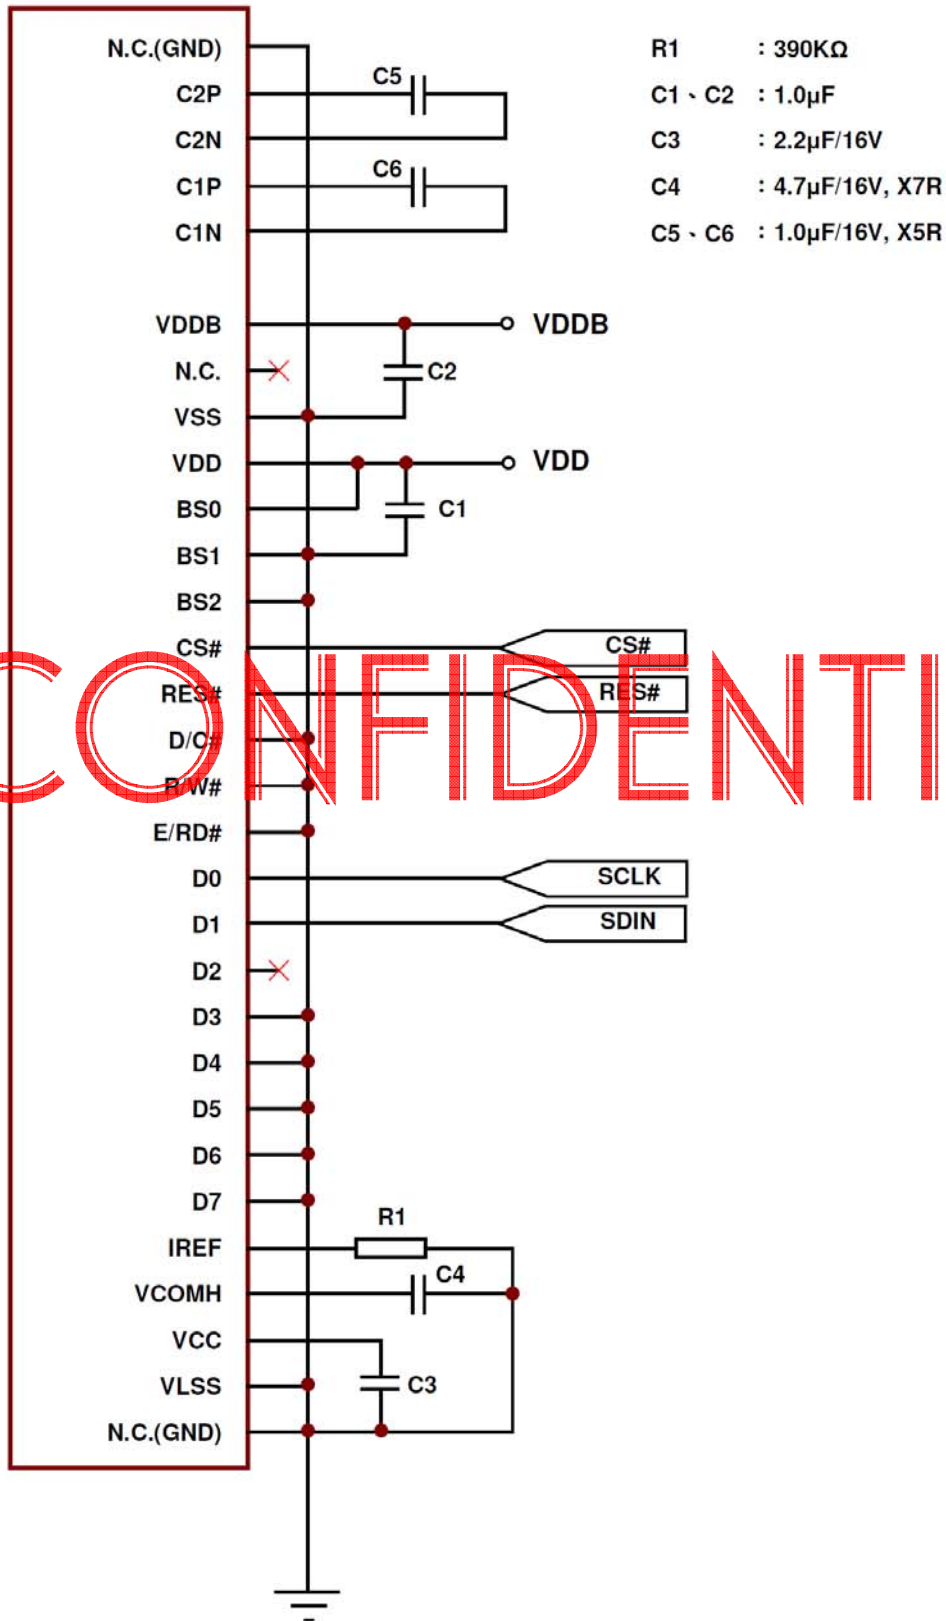 N.C.(GND)
C2P
C2N
C1P
C1N
VDDB
N.C.
VSS
VDD
BS0
BS1
BS2
CS#
RES#
D/C#
R/W#
E/RD#
D0
D1
D2
D3
D4
D5
D6
D7
IREF
VCOMH
VCC
VLSS
N.C.(GND)
C5
C6
VDDB
C2
VDD
C1
CS#
RES#
SCLK
SDIN
R1
C4
C3
R1 : 390KΩ
C1、C2 : 1.0µF
C3 : 2.2µF/16V
C4 : 4.7µF/16V, X7R
C5、C6 : 1.0µF/16V, X5R
CONFIDENTI